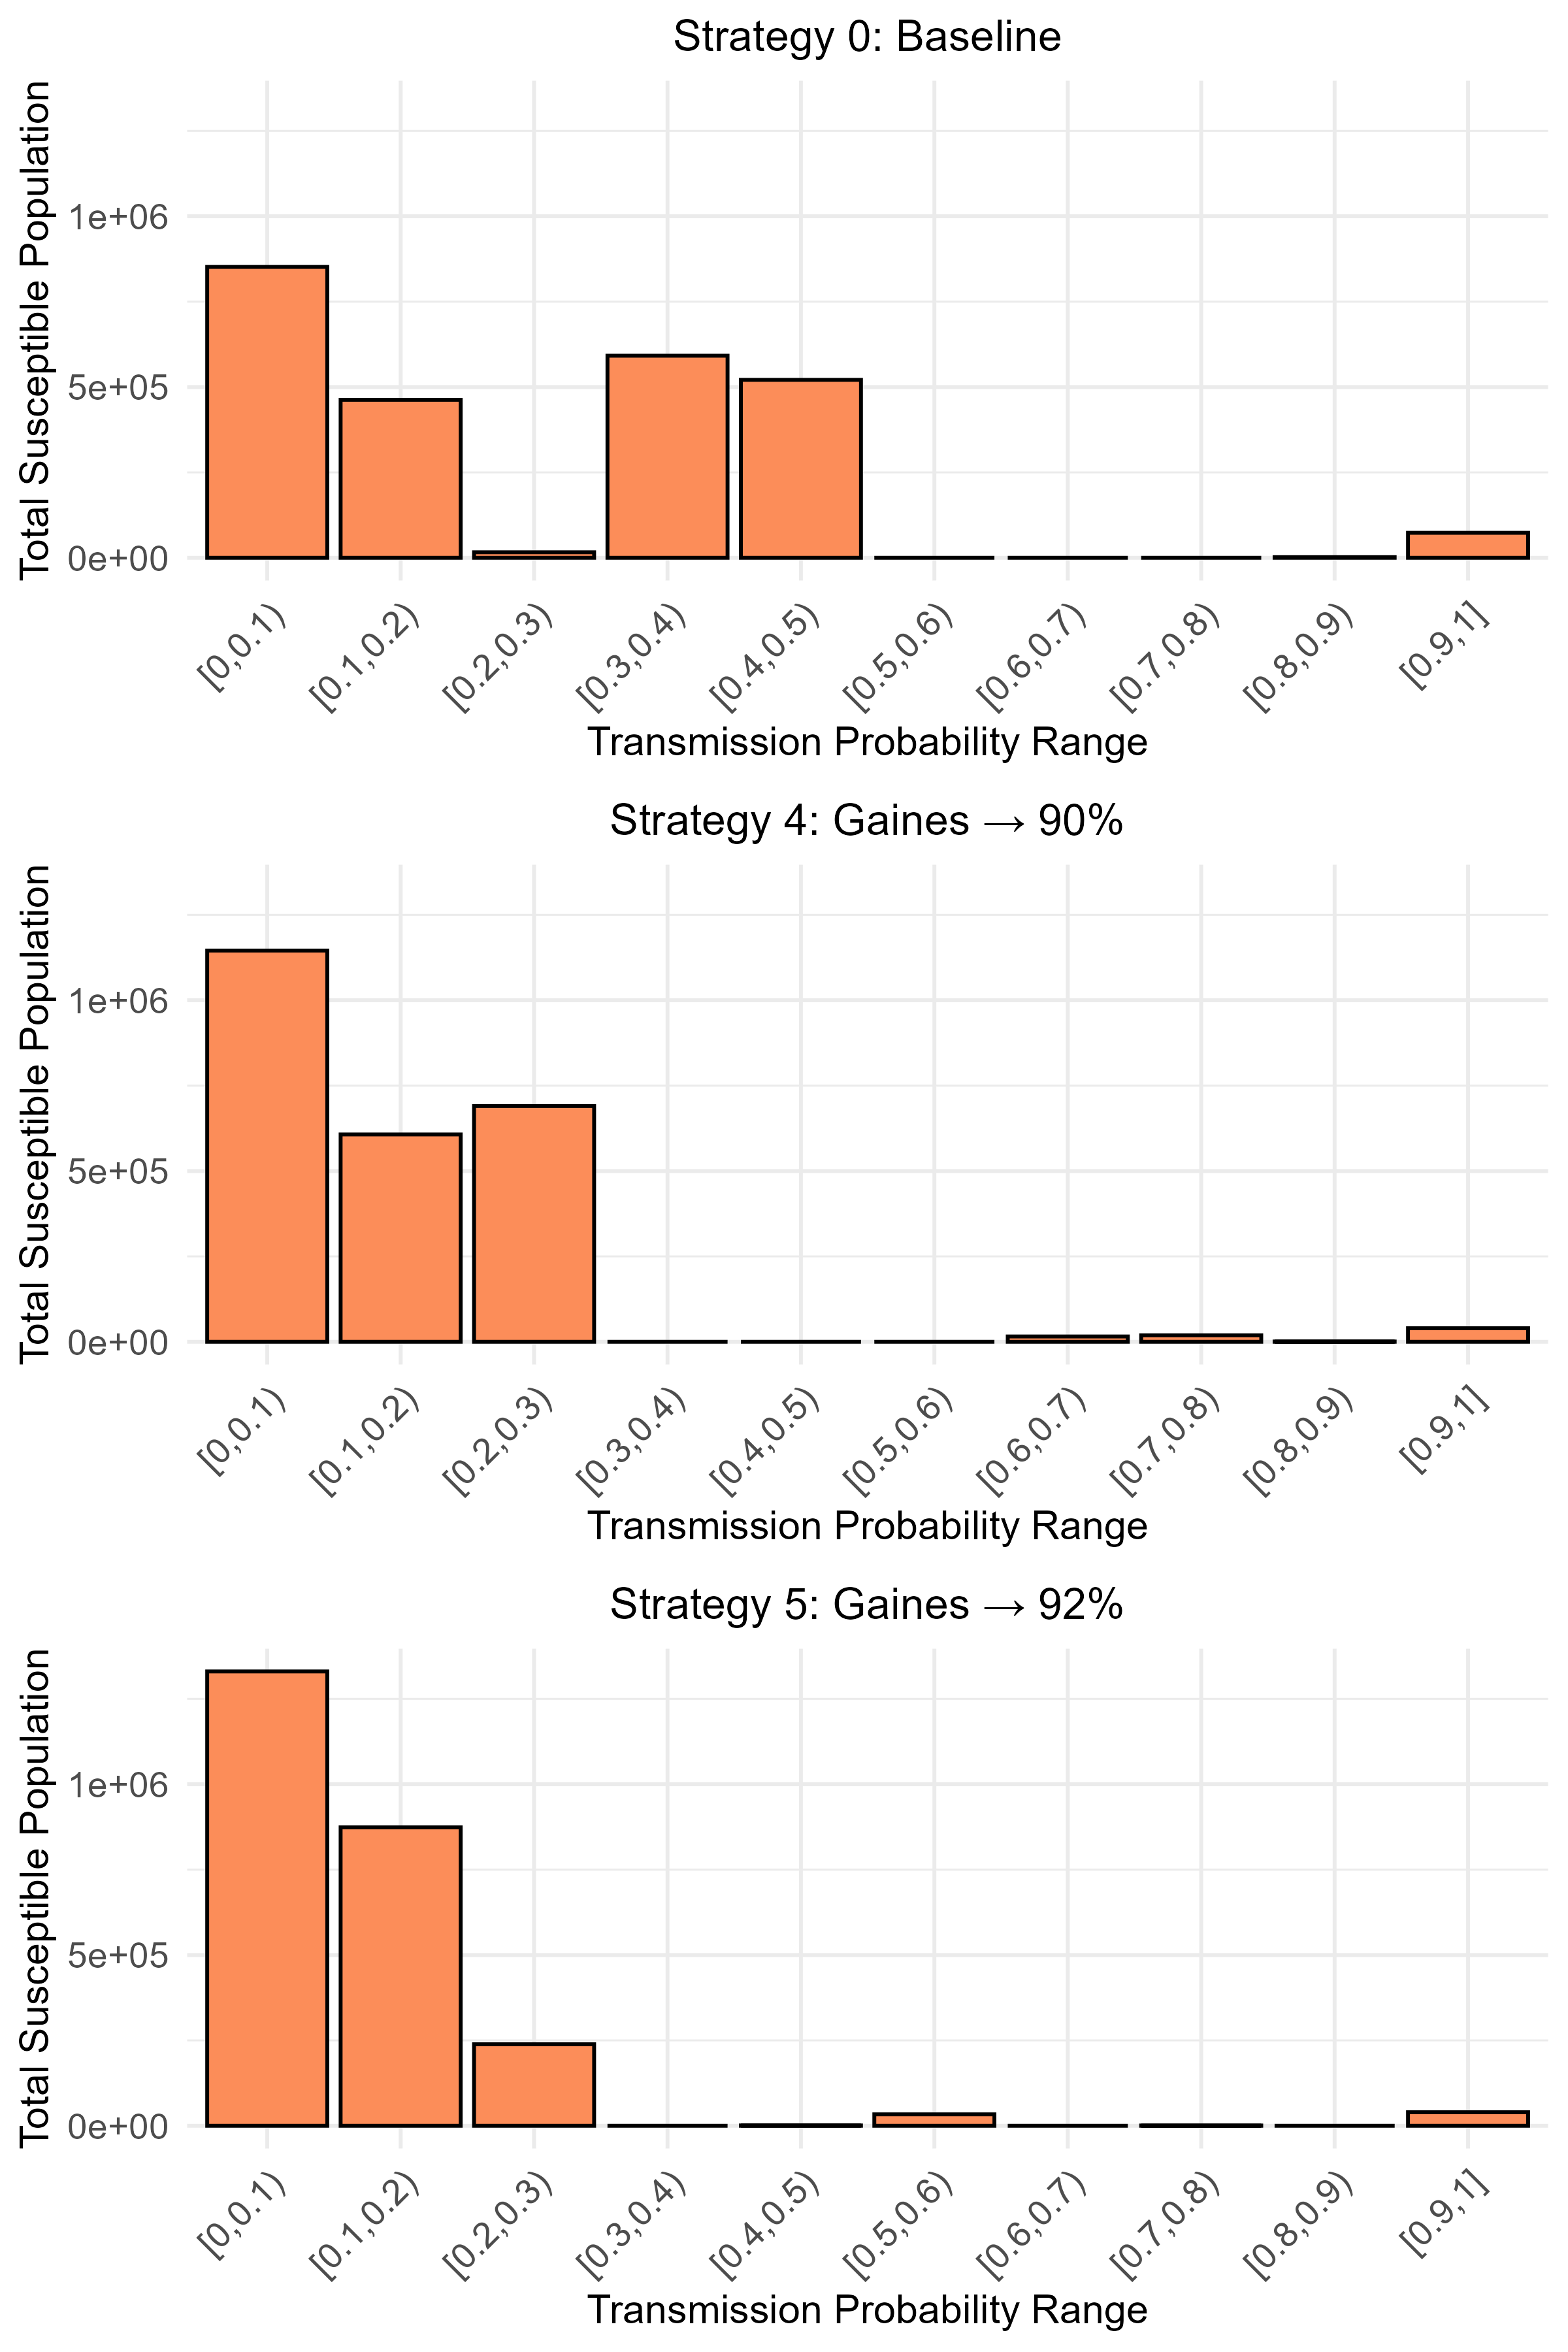 Strategy 0: Baseline
Total Susceptible Population
1e+06
5e+05
0e+00
[0,0.1)
[0.1,0.2)
[0.2,0.3)
[0.3,0.4)
[0.4,0.5)
[0.5,0.6)
[0.6,0.7)
[0.7,0.8)
[0.8,0.9)
[0.9,1]
Transmission Probability Range
Strategy 4: Gaines → 90%
Total Susceptible Population
1e+06
5e+05
0e+00
[0,0.1)
[0.1,0.2)
[0.2,0.3)
[0.3,0.4)
[0.4,0.5)
[0.5,0.6)
[0.6,0.7)
[0.7,0.8)
[0.8,0.9)
[0.9,1]
Transmission Probability Range
Strategy 5: Gaines → 92%
Total Susceptible Population
1e+06
5e+05
0e+00
[0,0.1)
[0.1,0.2)
[0.2,0.3)
[0.3,0.4)
[0.4,0.5)
[0.5,0.6)
[0.6,0.7)
[0.7,0.8)
[0.8,0.9)
[0.9,1]
Transmission Probability Range